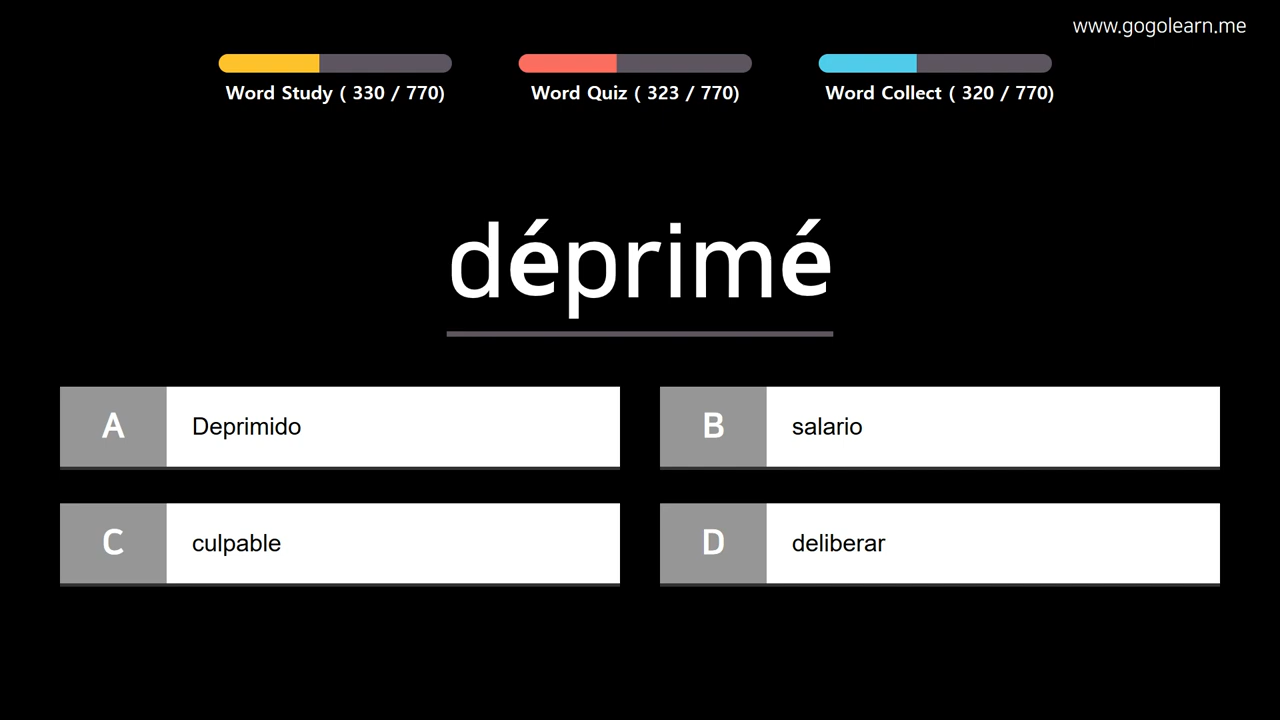 www.gogolearn.me
Word Study ( 330 / 770)
Word Quiz ( 323 / 770)
Word Collect ( 320 / 770)
déprimé
A Deprimido
B salario
C culpable
D deliberar